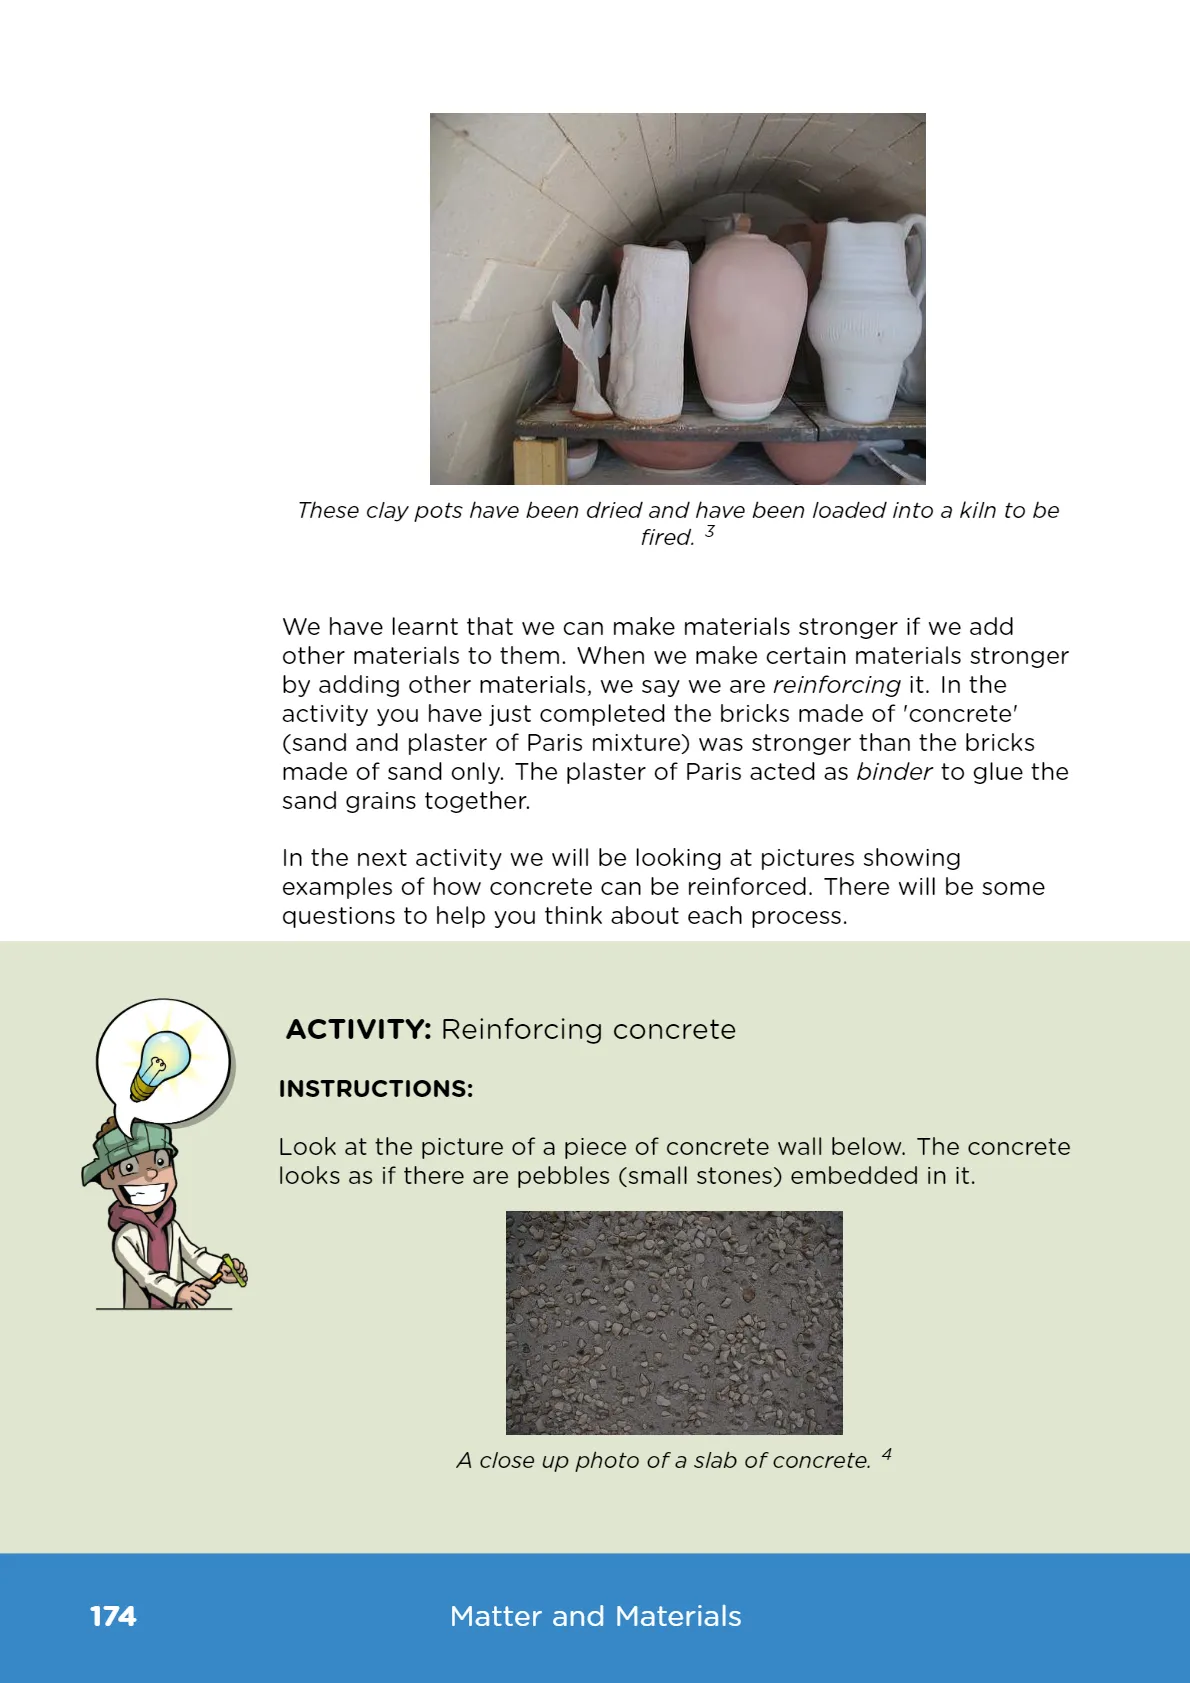 These clay pots have been dried and have been loaded into a kiln to be
fired. 3
We have learnt that we can make materials stronger if we add
other materials to them. When we make certain materials stronger
by adding other materials, we say we are reinforcing it. In the
activity you have just completed the bricks made of 'concrete'
(sand and plaster of Paris mixture) was stronger than the bricks
made of sand only. The plaster of Paris acted as binder to glue the
sand grains together.
In the next activity we will be looking at pictures showing
examples of how concrete can be reinforced. There will be some
questions to help you think about each process.
ACTIVITY: Reinforcing concrete
INSTRUCTIONS:
Look at the picture of a piece of concrete wall below. The concrete
looks as if there are pebbles (small stones) embedded in it.
A close up photo of a slab of concrete. 4
174 Matter and Materials